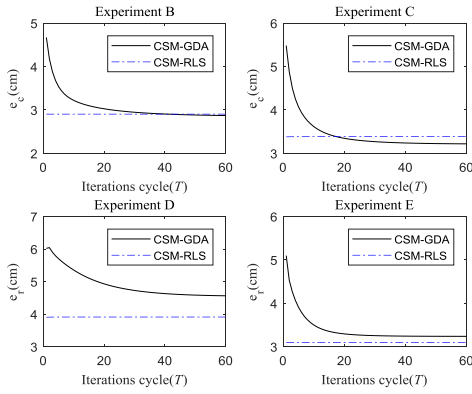 Experiment B
e_c(cm)
5
4
3
2
0 20 40 60
CSM-GDA
CSM-RLS
Iterations cycle(T)
Experiment C
e_c(cm)
6
5
4
3
0 20 40 60
CSM-GDA
CSM-RLS
Iterations cycle(T)
Experiment D
e_r(cm)
7
6
5
4
3
0 20 40 60
CSM-GDA
CSM-RLS
Iterations cycle(T)
Experiment E
e_r(cm)
6
5
4
3
0 20 40 60
CSM-GDA
CSM-RLS
Iterations cycle(T)